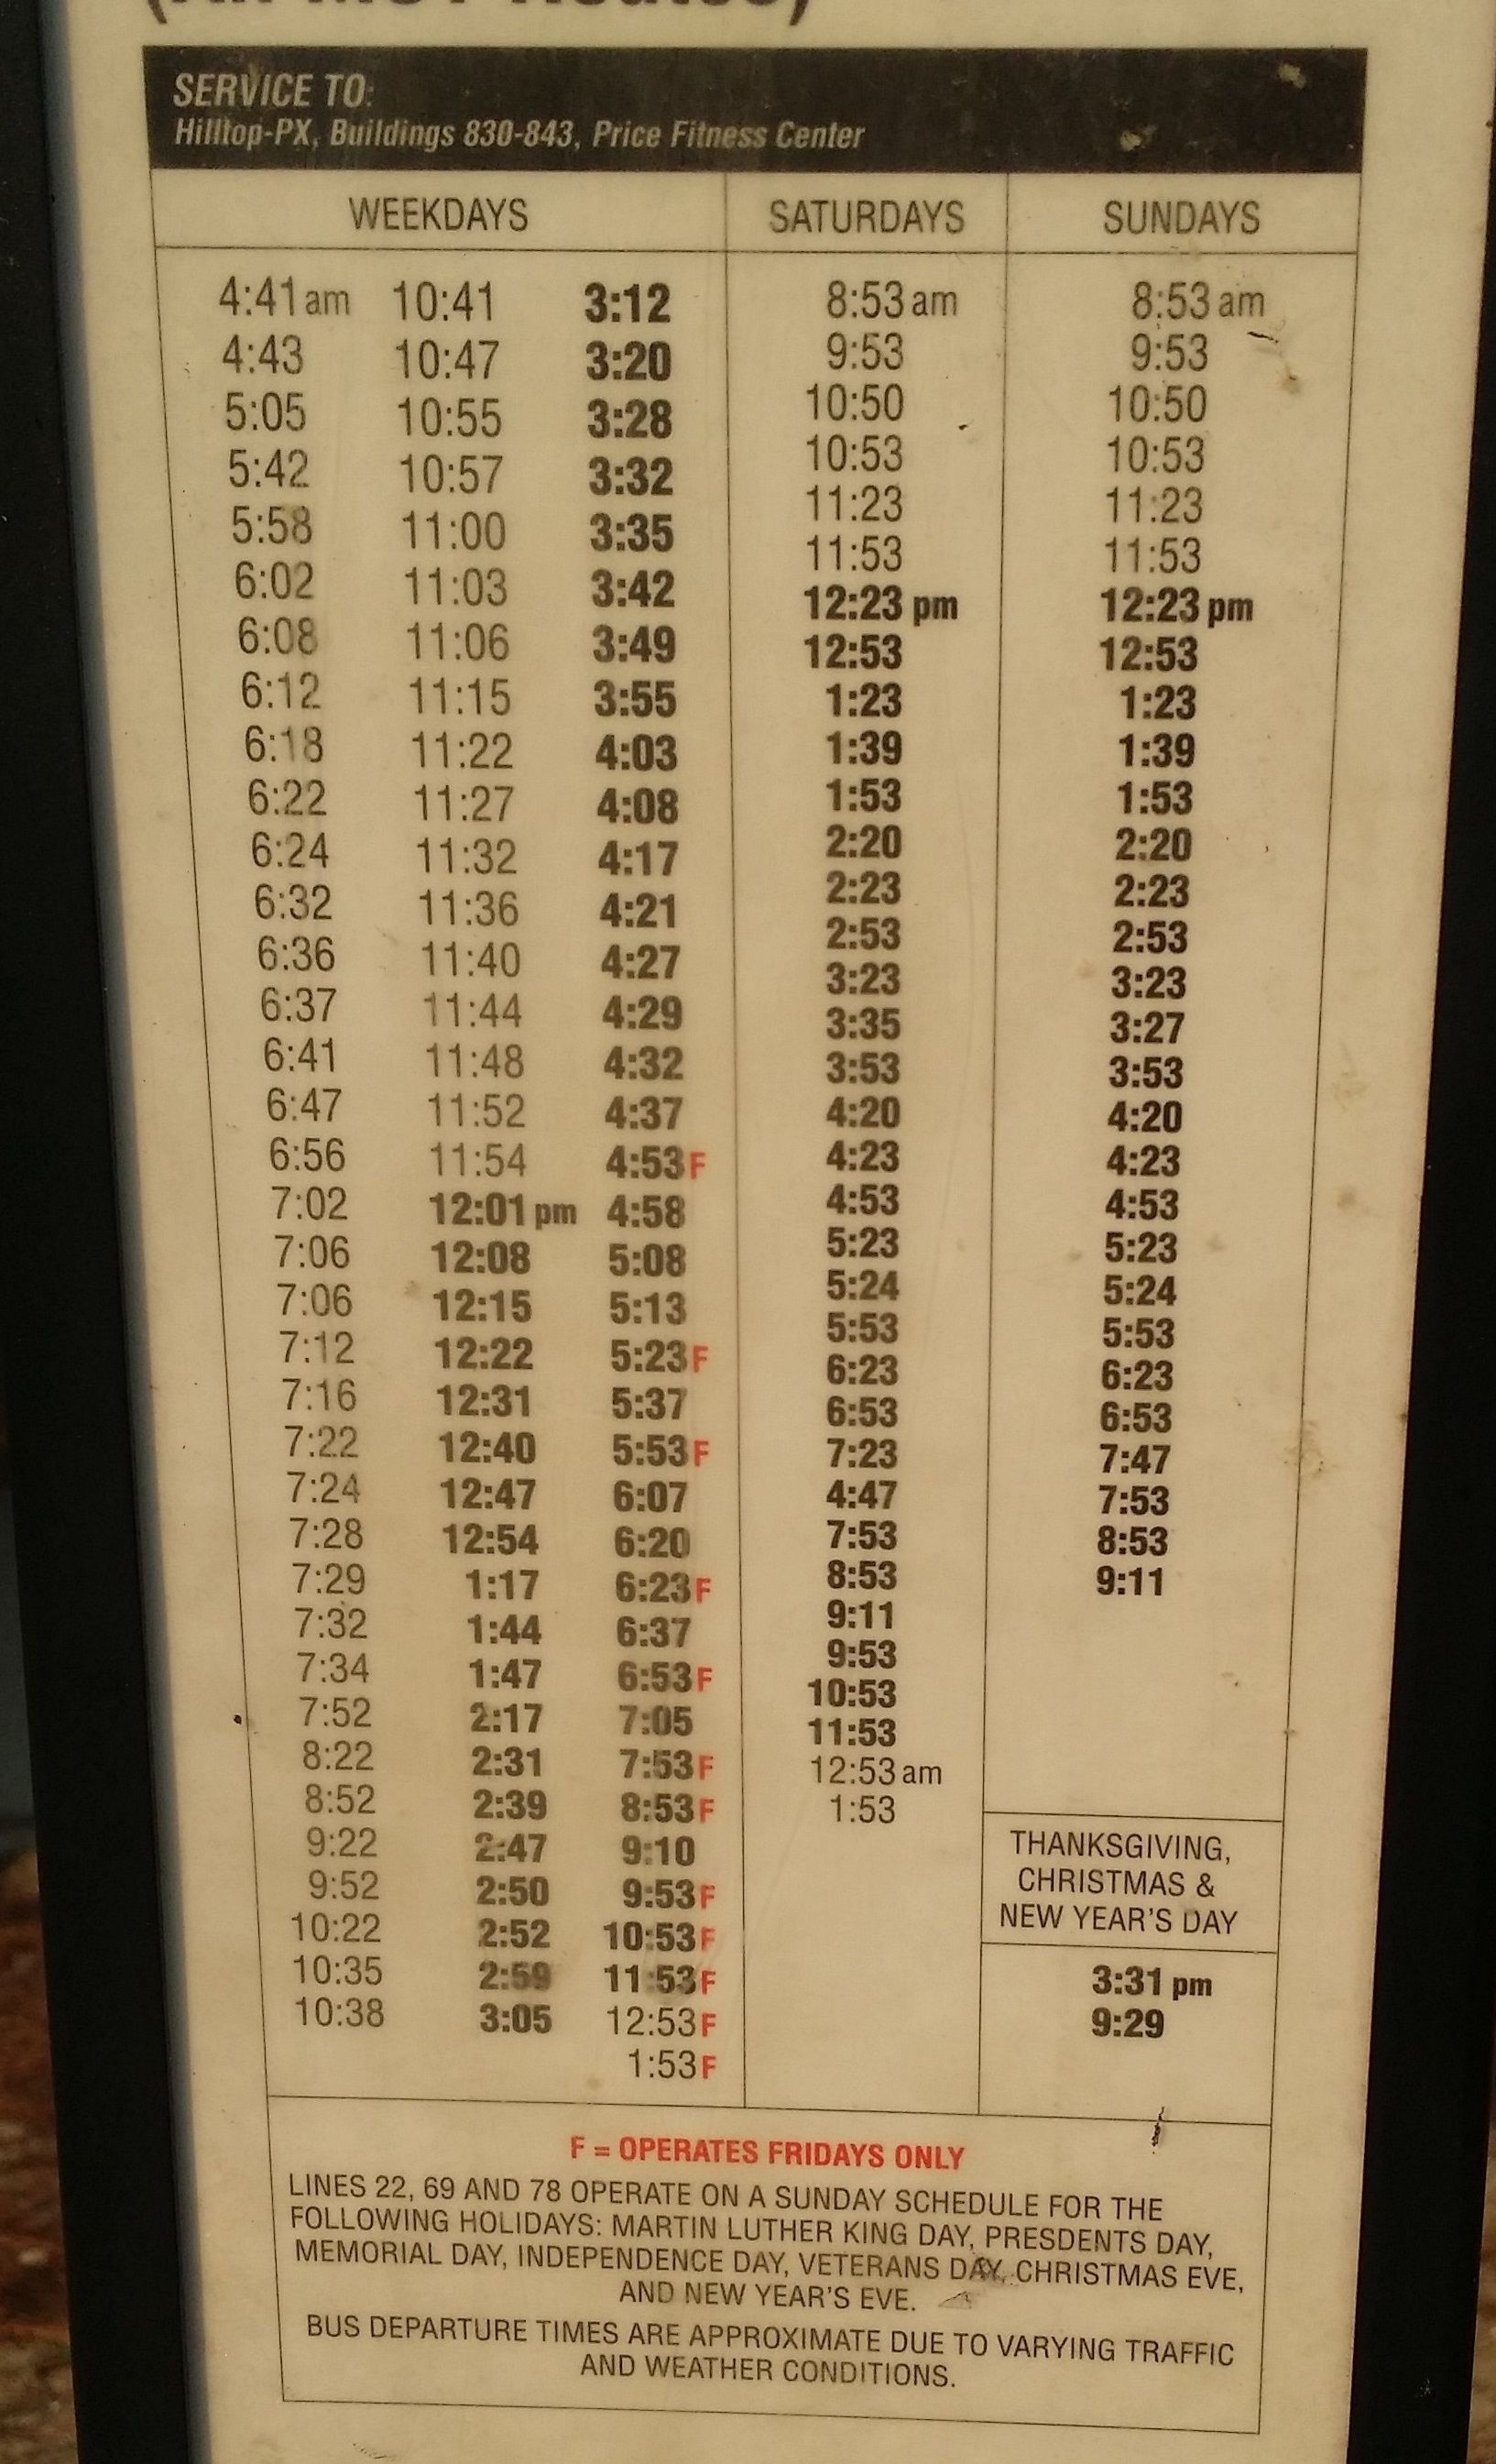 SERVICE TO:
Hilltop-PX, Buildings 830-843, Price Fitness Center
WEEKDAYS SATURDAYS SUNDAYS
4:41 am 10:41 3:12 8:53 am 8:53 am
4:43 10:47 3:20 9:53 9:53
5:05 10:55 3:28 10:50 10:50
5:42 10:57 3:32 10:53 10:53
5:58 11:00 3:35 11:23 11:23
6:02 11:03 3:42 11:53 11:53
6:08 11:06 3:49 12:23 pm 12:23 pm
6:12 11:15 3:55 12:53 12:53
6:18 11:22 4:03 1:23 1:23
6:22 11:27 4:08 1:39 1:39
6:24 11:32 4:17 1:53 1:53
6:32 11:36 4:21 2:20 2:20
6:36 11:40 4:27 2:23 2:23
6:37 11:44 4:29 2:53 2:53
6:41 11:48 4:32 3:23 3:23
6:47 11:52 4:37 3:35 3:27
6:56 11:54 4:53F 3:53 3:53
7:02 12:01 pm 4:58 4:20 4:20
7:06 12:08 5:08 4:23 4:23
7:06 12:15 5:13 4:53 4:53
7:12 12:22 5:23F 5:23 5:23
7:16 12:31 5:37 5:24 5:24
7:22 12:40 5:53F 5:53 5:53
7:24 12:47 6:07 6:23 6:23
7:28 12:54 6:20 6:53 6:53
7:29 1:17 6:23F 7:23 7:47
7:32 1:44 6:37 4:47 7:53
7:34 1:47 6:53F 7:53 8:53
7:52 2:17 7:05 8:53 9:11
8:22 2:31 7:53F 9:11
8:52 2:39 8:53F 9:53
9:22 2:47 9:10 10:53
9:52 2:50 9:53F 11:53
10:22 2:52 10:53F 12:53 am
10:35 2:59 11:53F 1:53
10:38 3:05 12:53F
1:53F
THANKSGIVING,
CHRISTMAS &
NEW YEAR'S DAY
3:31 pm
9:29
F = OPERATES FRIDAYS ONLY
LINES 22, 69 AND 78 OPERATE ON A SUNDAY SCHEDULE FOR THE
FOLLOWING HOLIDAYS: MARTIN LUTHER KING DAY, PRESDENTS DAY,
MEMORIAL DAY, INDEPENDENCE DAY, VETERANS DAY, CHRISTMAS EVE,
AND NEW YEAR'S EVE.
BUS DEPARTURE TIMES ARE APPROXIMATE DUE TO VARYING TRAFFIC
AND WEATHER CONDITIONS.